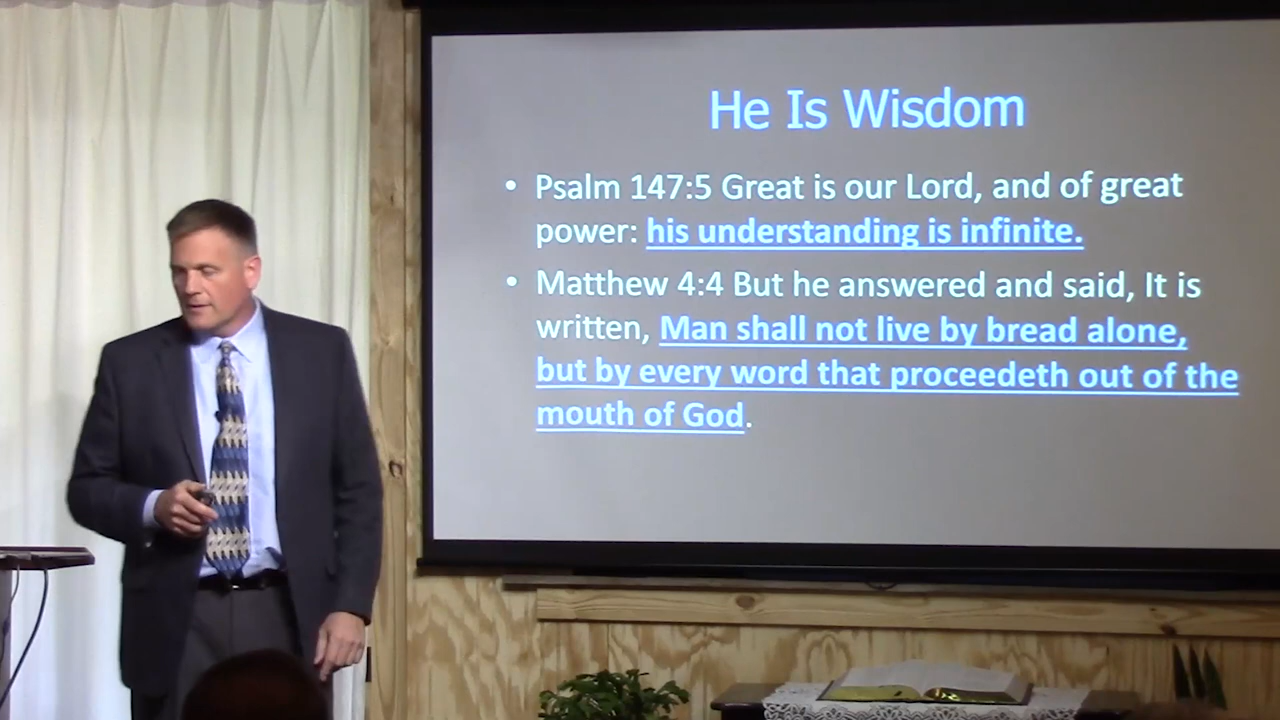 He Is Wisdom
• Psalm 147:5 Great is our Lord, and of great
power: his understanding is infinite.
• Matthew 4:4 But he answered and said, It is
written, Man shall not live by bread alone,
but by every word that proceedeth out of the
mouth of God.